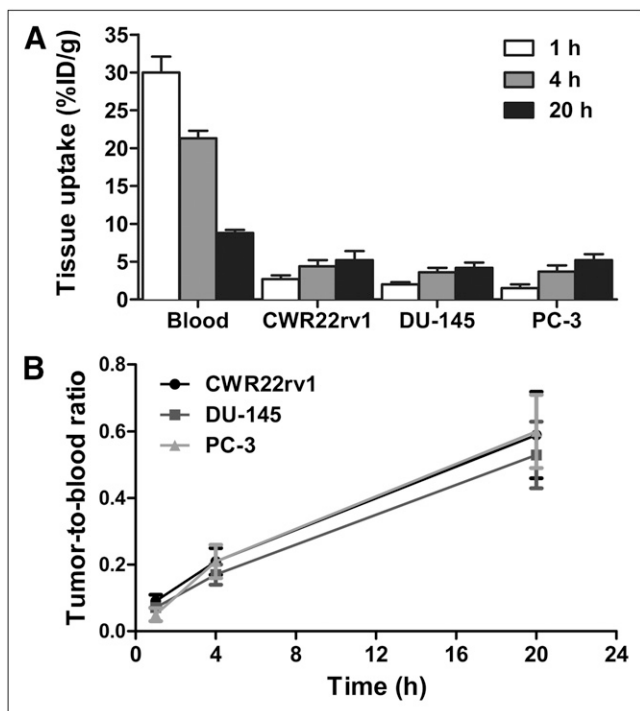 A
Tissue uptake (%ID/g)
35
30
25
20
15
10
5
0
1 h
4 h
20 h
Blood CWR22rv1 DU-145 PC-3
B
Tumor-to-blood ratio
0.8
0.6
0.4
0.2
0.0
CWR22rv1
DU-145
PC-3
0 4 8 12 16 20 24
Time (h)